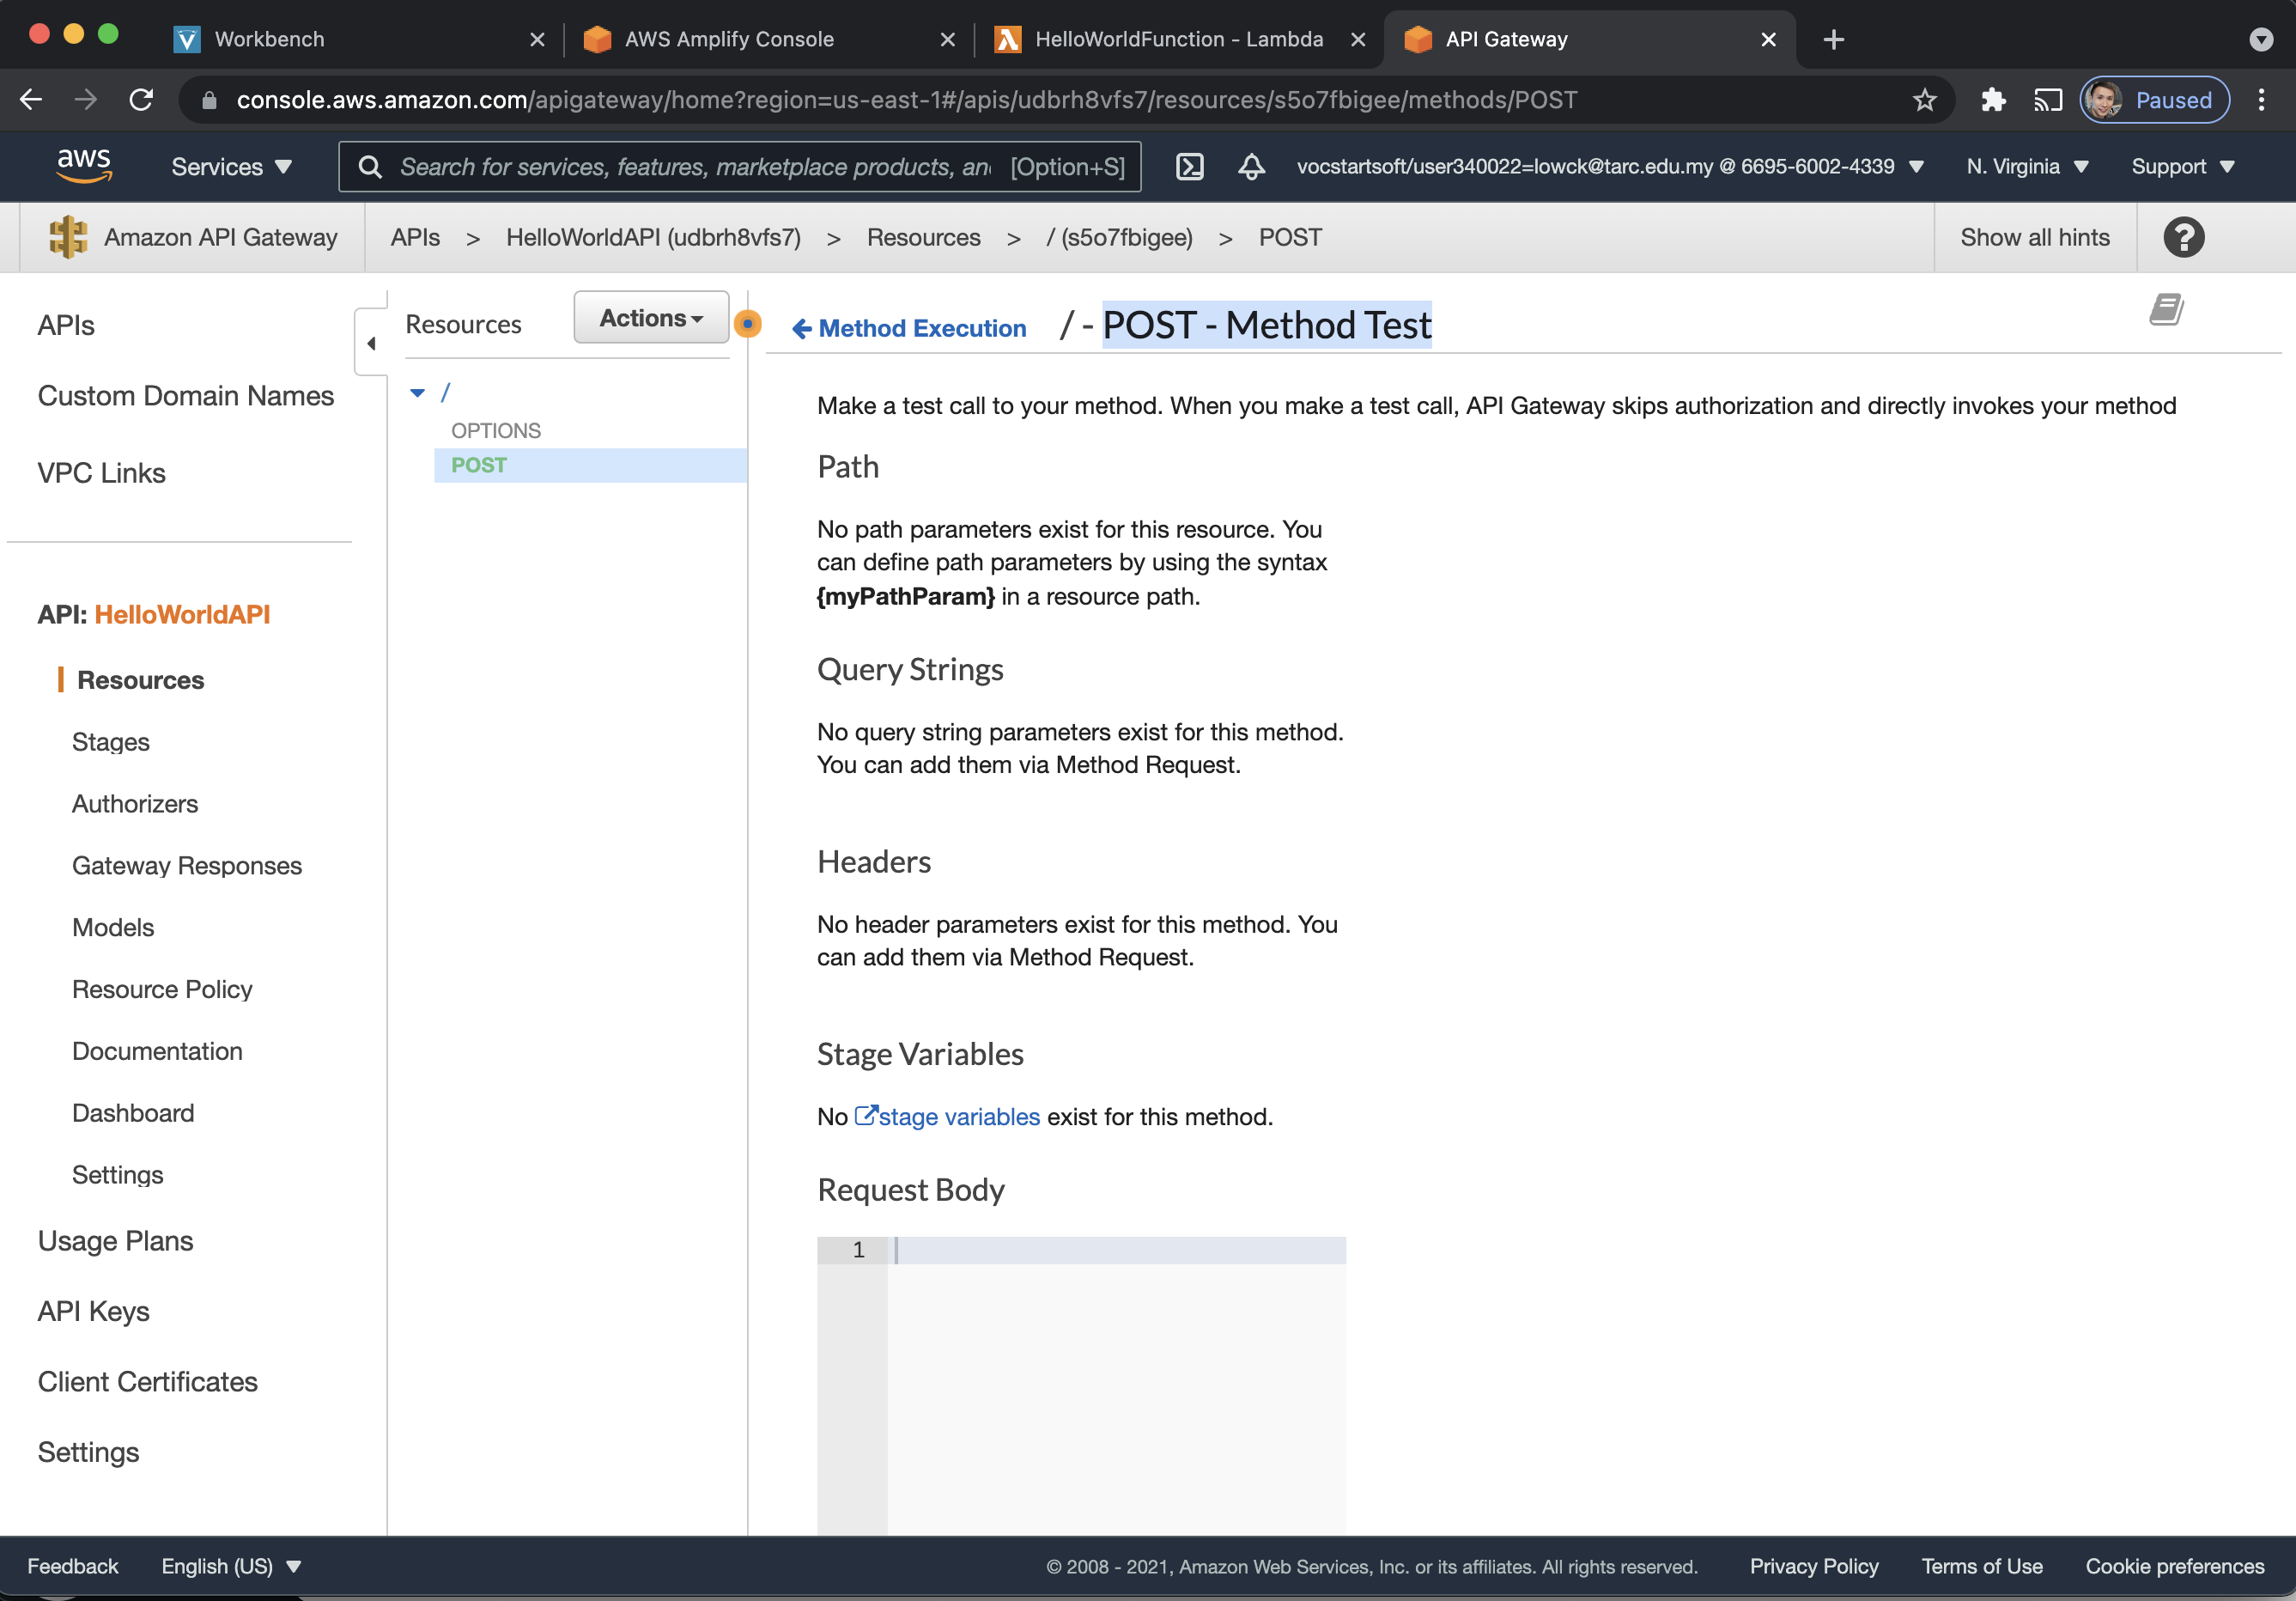 Workbench
AWS Amplify Console
HelloWorldFunction - Lambda
API Gateway
console.aws.amazon.com/apigateway/home?region=us-east-1#/apis/udbrh8vfs7/resources/s5o7fbigee/methods/POST
Paused
aws
Services
Search for services, features, marketplace products, an
[Option+S]
vocstartsoft/user340022=lowck@tarc.edu.my @ 6695-6002-4339
N. Virginia
Support
Amazon API Gateway
APIs > HelloWorldAPI (udbrh8vfs7) > Resources > / (s5o7fbigee) > POST
Show all hints
?
APIs
Custom Domain Names
VPC Links
API: HelloWorldAPI
Resources
Stages
Authorizers
Gateway Responses
Models
Resource Policy
Documentation
Dashboard
Settings
Usage Plans
API Keys
Client Certificates
Settings
Resources
Actions
/
OPTIONS
POST
Method Execution / - POST - Method Test
Make a test call to your method. When you make a test call, API Gateway skips authorization and directly invokes your method
Path
No path parameters exist for this resource. You
can define path parameters by using the syntax
{myPathParam} in a resource path.
Query Strings
No query string parameters exist for this method.
You can add them via Method Request.
Headers
No header parameters exist for this method. You
can add them via Method Request.
Stage Variables
No stage variables exist for this method.
Request Body
1
Feedback
English (US)
© 2008 - 2021, Amazon Web Services, Inc. or its affiliates. All rights reserved.
Privacy Policy
Terms of Use
Cookie preferences